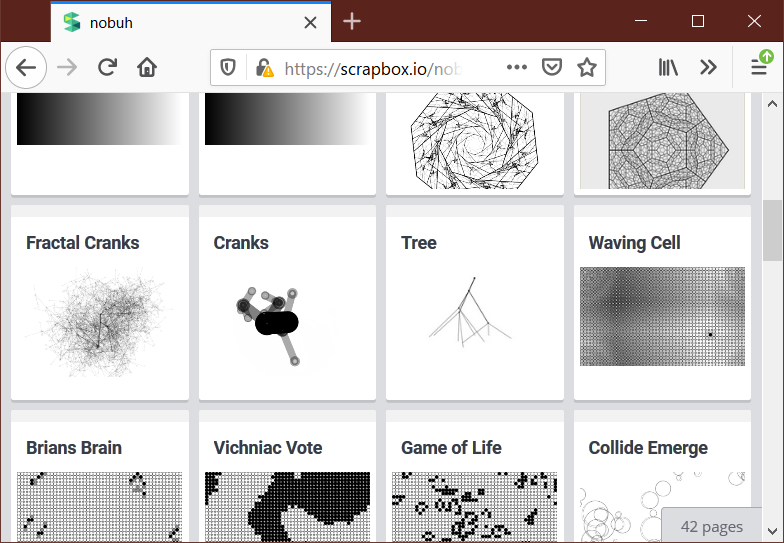 nobuh
https://scrapbox.io/nob
Fractal Cranks
Cranks
Tree
Waving Cell
Brians Brain
Vichniac Vote
Game of Life
Collide Emerge
42 pages